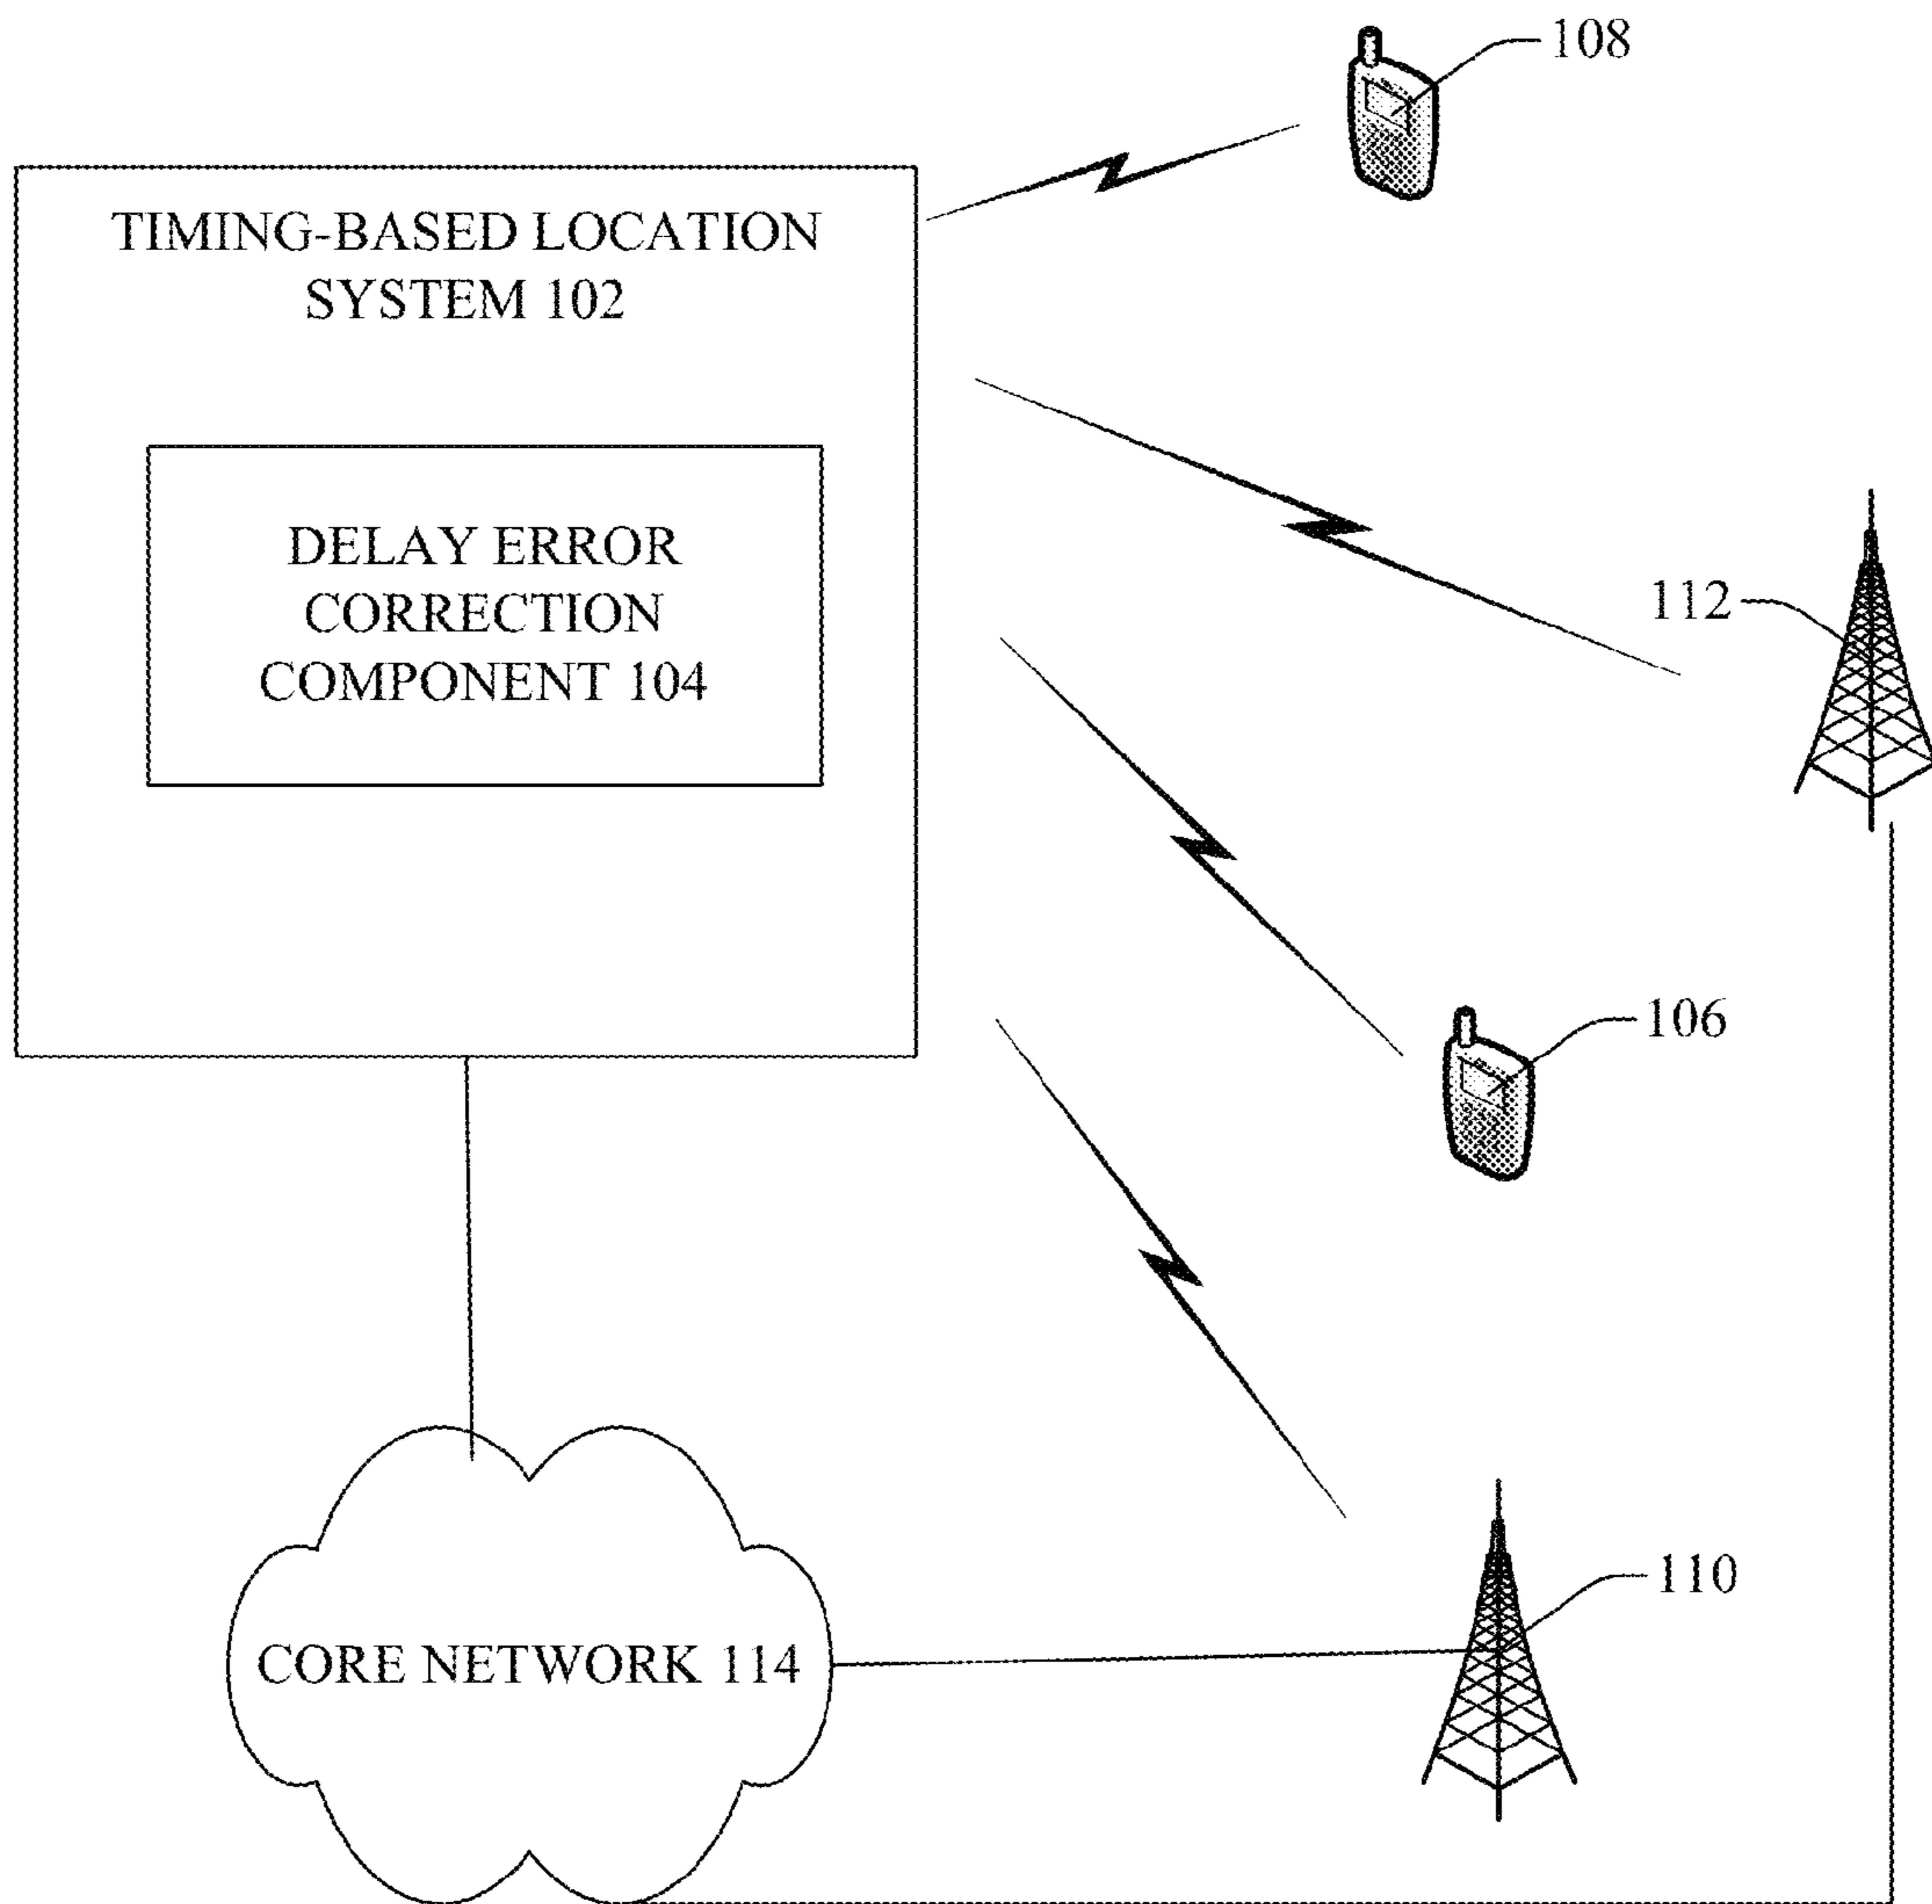 108
TIMING-BASED LOCATION
SYSTEM 102
DELAY ERROR
CORRECTION
COMPONENT 104
112
106
110
CORE NETWORK 114